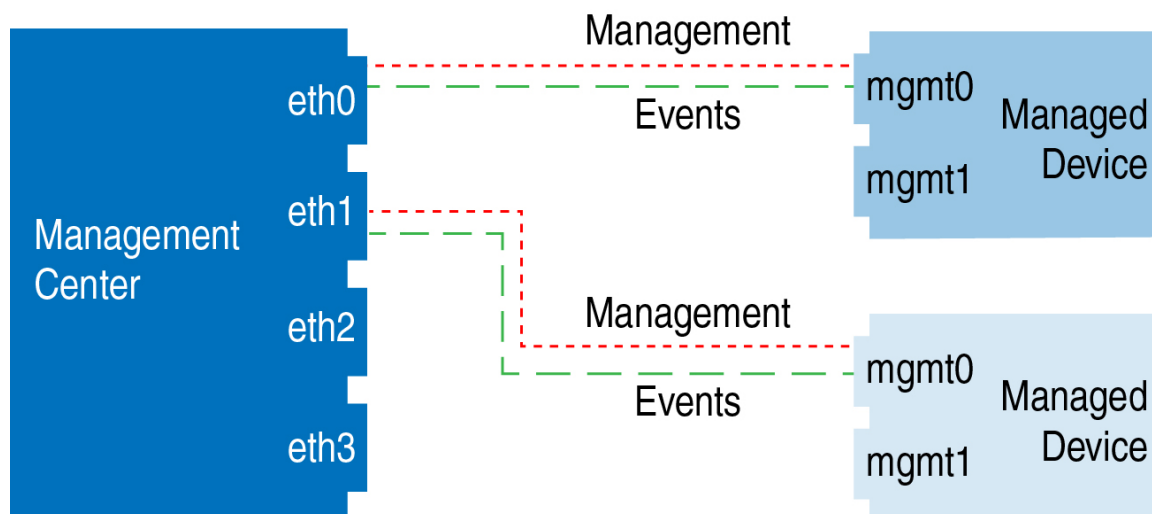 Management
Center
eth0
eth1
eth2
eth3
Management
Events
mgmt0
mgmt1
Managed
Device
Management
Events
mgmt0
mgmt1
Managed
Device